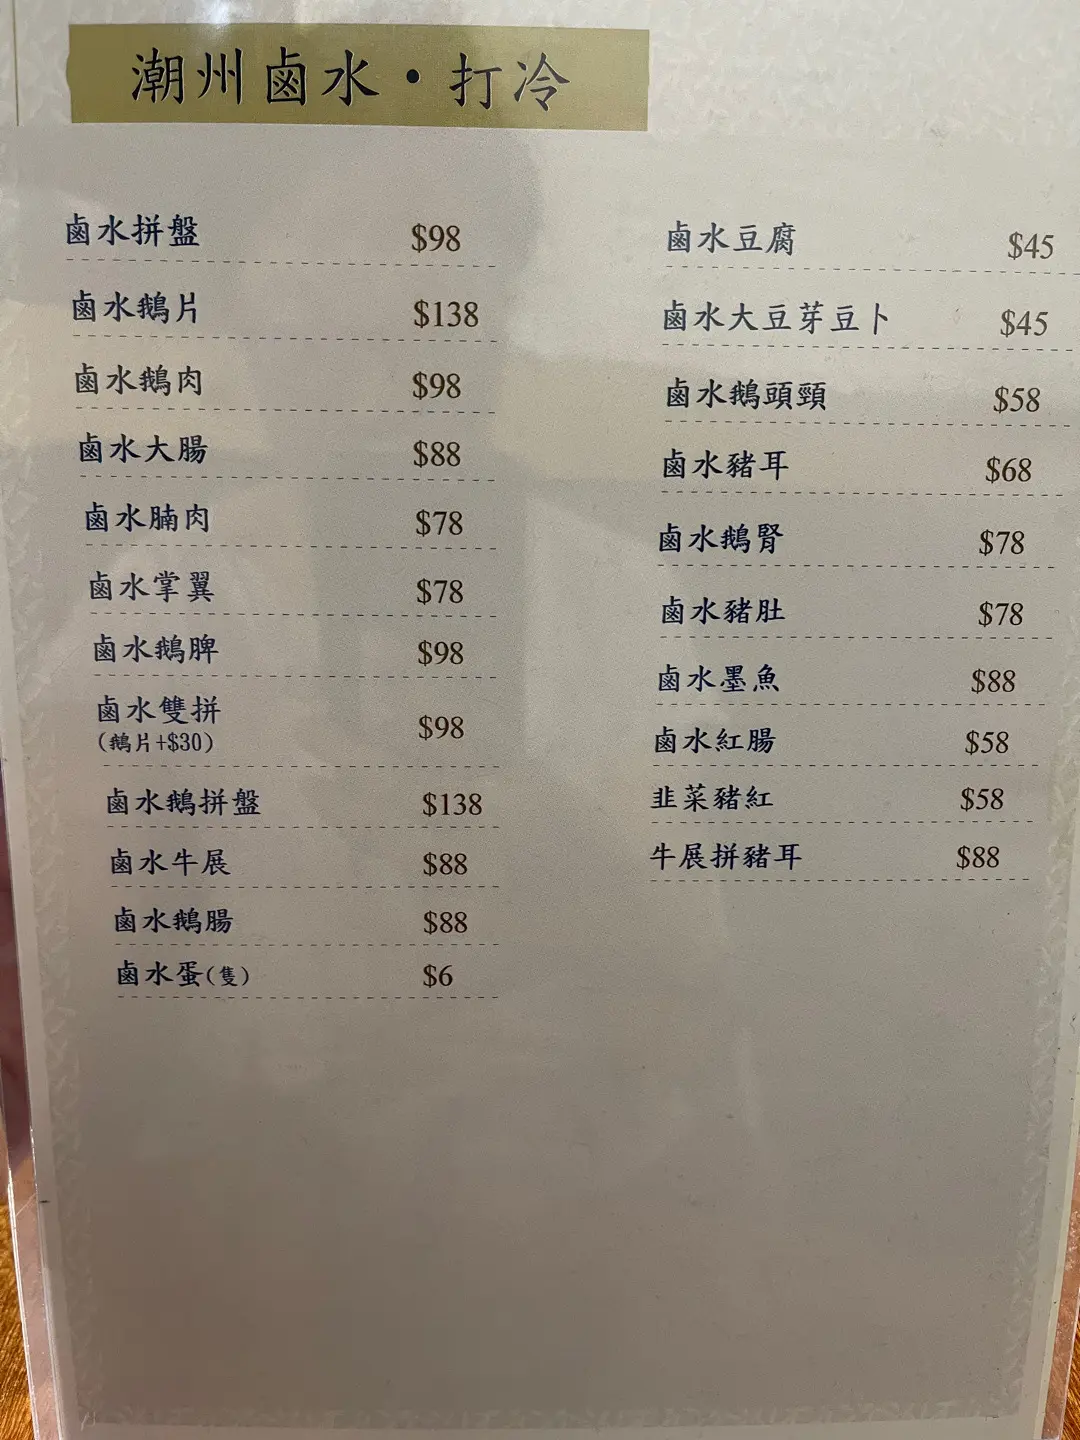 潮州鹵水·打冷
鹵水拼盤 $98
鹵水鵝片 $138
鹵水鵝肉 $98
鹵水大腸 $88
鹵水腩肉 $78
鹵水掌翼 $78
鹵水鵝脾 $98
鹵水雙拼 $98
(鵝片+$30)
鹵水鵝拼盤 $138
鹵水牛展 $88
鹵水鵝腸 $88
鹵水蛋(隻) $6
鹵水豆腐 $45
鹵水大豆芽豆卜 $45
鹵水鵝頭頸 $58
鹵水豬耳 $68
鹵水鵝腎 $78
鹵水豬肚 $78
鹵水墨魚 $88
鹵水紅腸 $58
韭菜豬紅 $58
牛展拼豬耳 $88